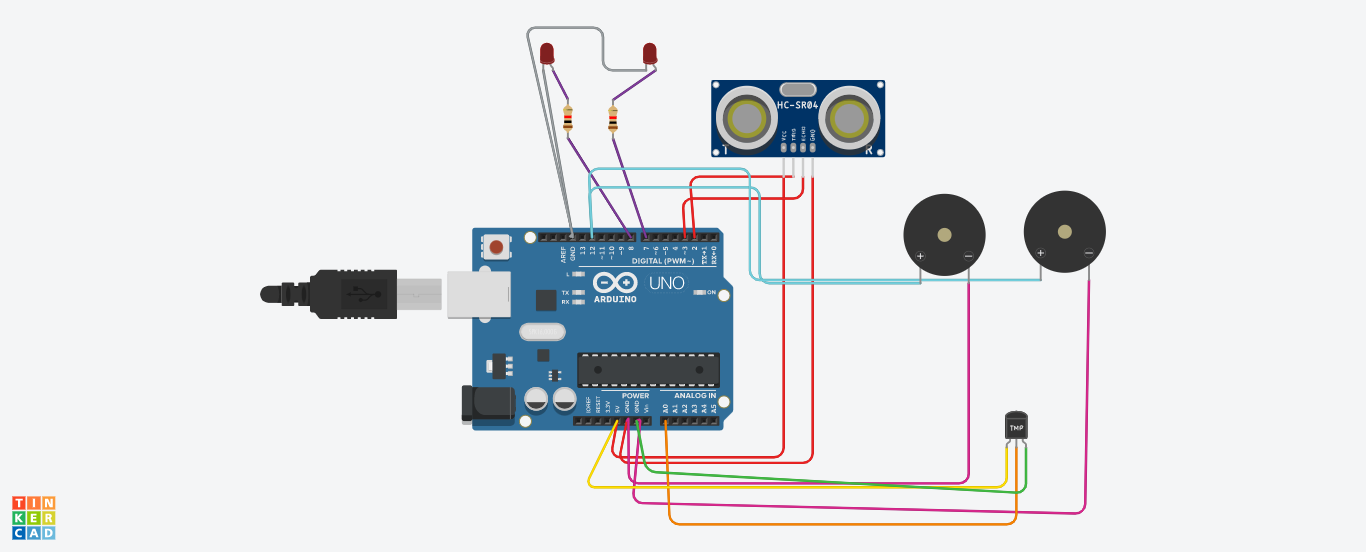 HC-SR04
VCC
TRIG
ECHO
GND
T
R
AREF
GND
13
12
~11
~10
~9
8
7
~6
~5
4
~3
2
TX→1
RX←0
DIGITAL (PWM~)
L
TX
RX
ARDUINO
UNO
ON
POWER
ANALOG IN
IOREF
RESET
3.3V
5V
GND
GND
Vin
A0
A1
A2
A3
A4
A5
+
−
+
−
TMP
TIN
KER
CAD